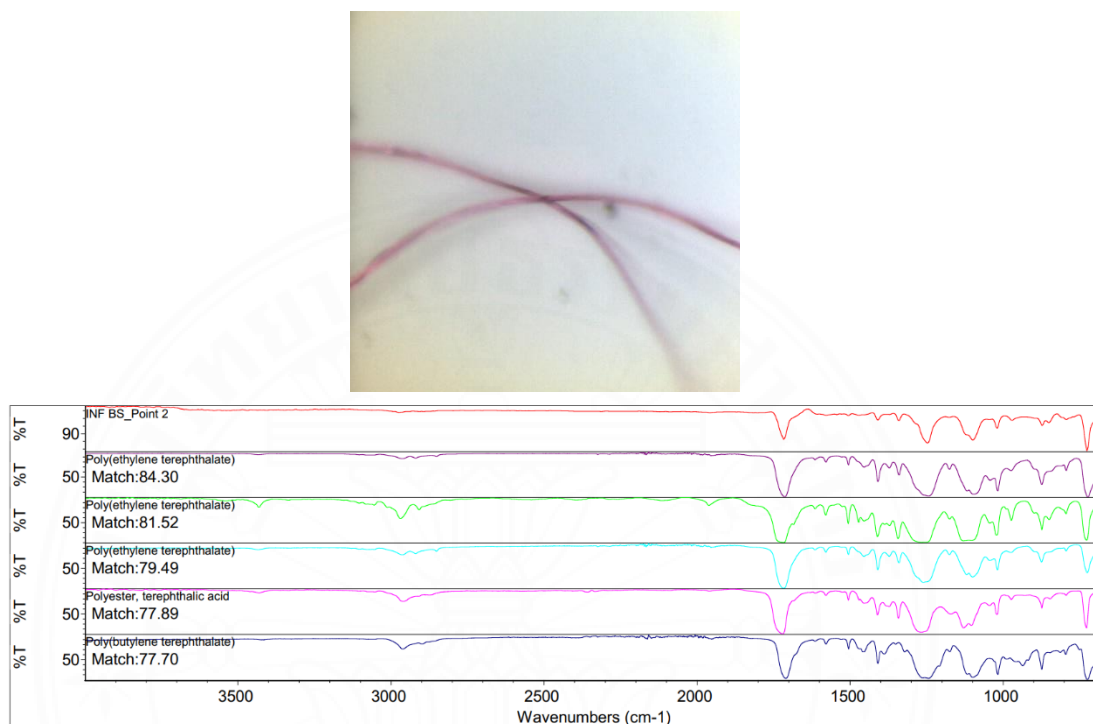 INF BS_Point 2
%T
90
Poly(ethylene terephthalate)
%T
50
Match:84.30
Poly(ethylene terephthalate)
%T
50
Match:81.52
Poly(ethylene terephthalate)
%T
50
Match:79.49
Polyester, terephthalic acid
%T
50
Match:77.89
Poly(butylene terephthalate)
%T
50
Match:77.70
3500 3000 2500 2000 1500 1000
Wavenumbers (cm-1)